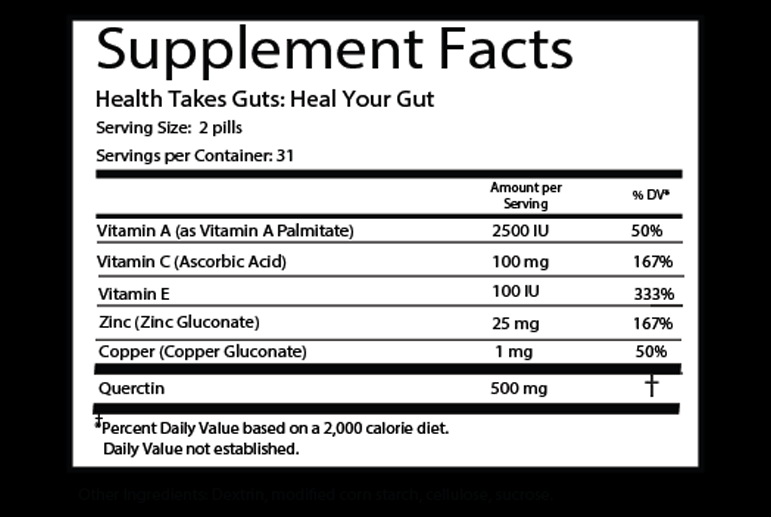 Supplement Facts
Health Takes Guts: Heal Your Gut
Serving Size: 2 pills
Servings per Container: 31
Amount per Serving % DV*
Vitamin A (as Vitamin A Palmitate) 2500 IU 50%
Vitamin C (Ascorbic Acid) 100 mg 167%
Vitamin E 100 IU 333%
Zinc (Zinc Gluconate) 25 mg 167%
Copper (Copper Gluconate) 1 mg 50%
Querctin 500 mg †
*Percent Daily Value based on a 2,000 calorie diet.
‡ Daily Value not established.
Other Ingredients: Dextrin, modified corn starch, cellulose, sucrose